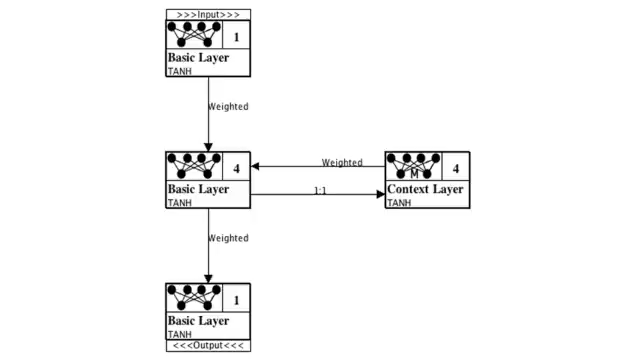 >>>Input>>>
1
Basic Layer
TANH
Weighted
4
Basic Layer
TANH
Weighted
1:1
M
4
Context Layer
TANH
Weighted
1
Basic Layer
TANH
<<<Output<<<